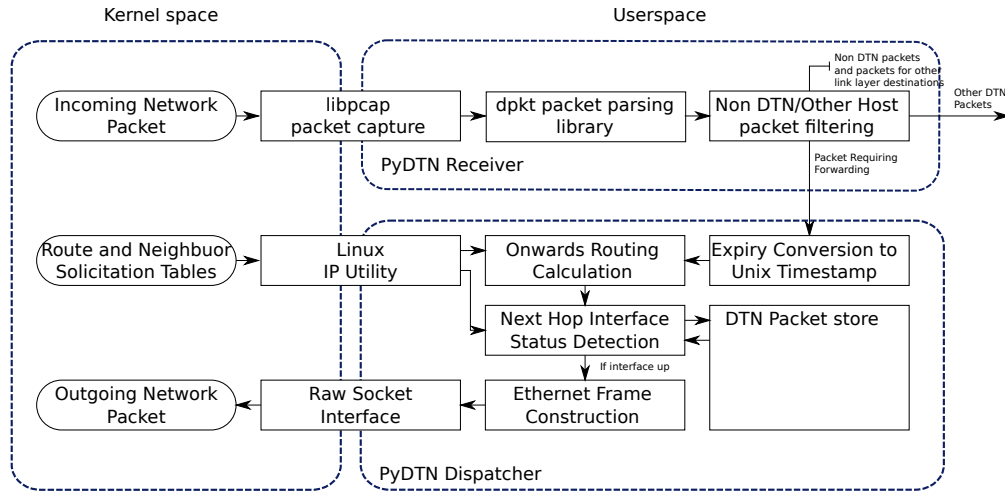 Kernel space
Userspace
Non DTN packets
and packets for other
link layer destinations
Incoming Network
Packet
libpcap
packet capture
dpkt packet parsing
library
Non DTN/Other Host
packet filtering
Other DTN
Packets
PyDTN Receiver
Packet Requiring
Forwarding
Route and Neighbuor
Solicitation Tables
Linux
IP Utility
Onwards Routing
Calculation
Expiry Conversion to
Unix Timestamp
Next Hop Interface
Status Detection
DTN Packet store
If interface up
Outgoing Network
Packet
Raw Socket
Interface
Ethernet Frame
Construction
PyDTN Dispatcher